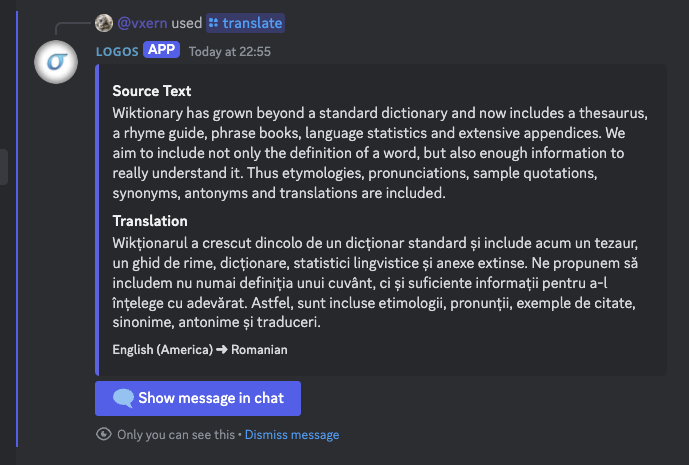 @vxern used translate
σ
LOGOS APP Today at 22:55
Source Text
Wiktionary has grown beyond a standard dictionary and now includes a thesaurus,
a rhyme guide, phrase books, language statistics and extensive appendices. We
aim to include not only the definition of a word, but also enough information to
really understand it. Thus etymologies, pronunciations, sample quotations,
synonyms, antonyms and translations are included.
Translation
Wikționarul a crescut dincolo de un dicționar standard și include acum un tezaur,
un ghid de rime, dicționare, statistici lingvistice și anexe extinse. Ne propunem să
includem nu numai definiția unui cuvânt, ci și suficiente informații pentru a-l
înțelege cu adevărat. Astfel, sunt incluse etimologii, pronunții, exemple de citate,
sinonime, antonime și traduceri.
English (America) ➜ Romanian
Show message in chat
Only you can see this • Dismiss message